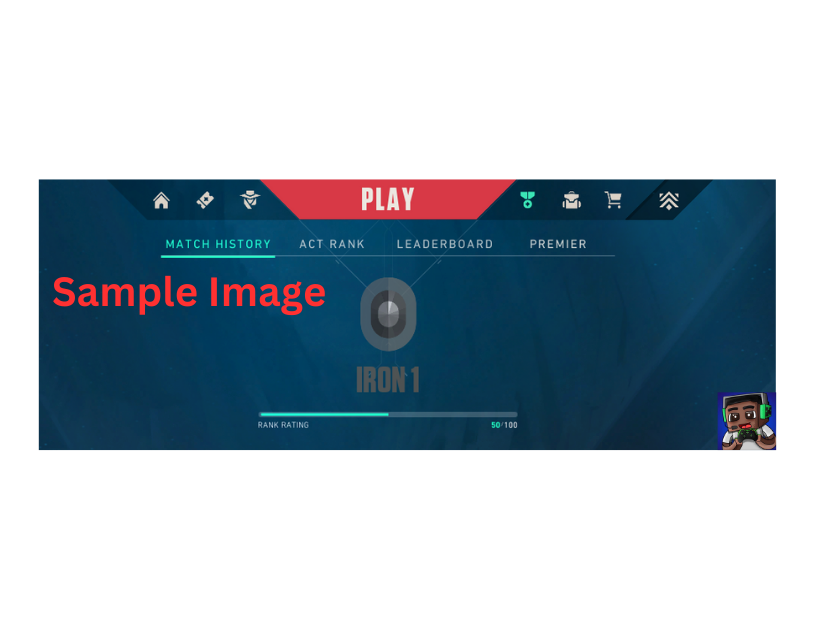 PLAY
MATCH HISTORY ACT RANK LEADERBOARD PREMIER
Sample Image
IRON 1
RANK RATING 50/100